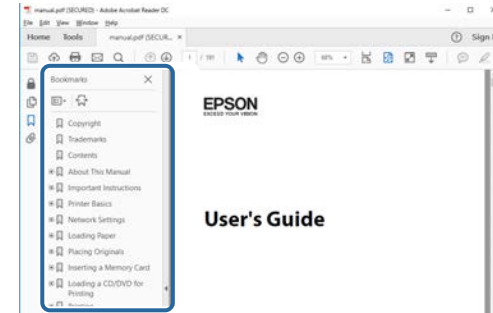 manual.pdf (SECURED) - Adobe Acrobat Reader DC
File Edit View Window Help
Home Tools manual.pdf (SECUR... ×
Sign
1 / 
Bookmarks
EPSON
EXCEED YOUR VISION
Copyright
Trademarks
Contents
About This Manual
Important Instructions
Printer Basics
Network Settings
User's Guide
Loading Paper
Placing Originals
Inserting a Memory Card
Loading a CD/DVD for
Printing